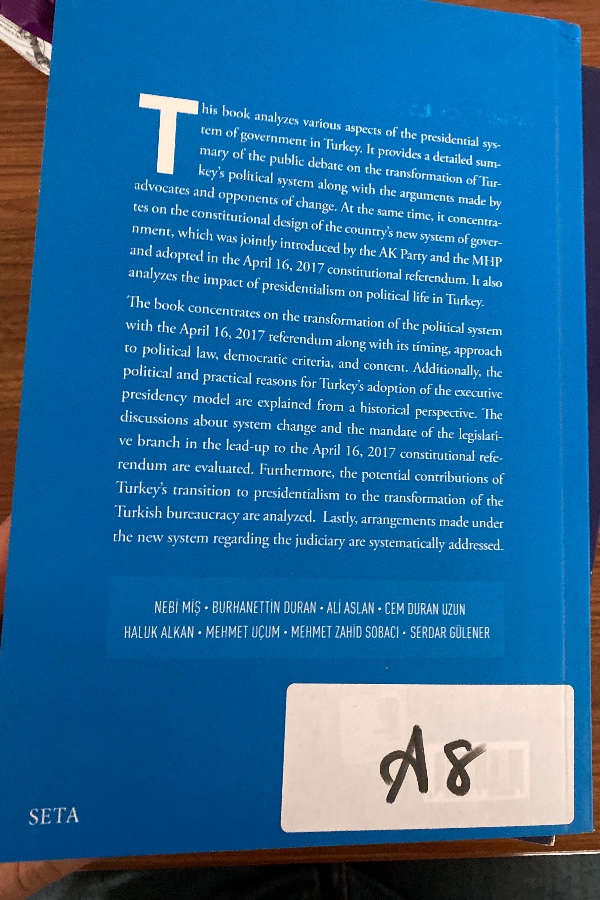 This book analyzes various aspects of the presidential sys-
tem of government in Turkey. It provides a detailed sum-
mary of the public debate on the transformation of Tur-
key's political system along with the arguments made by
advocates and opponents of change. At the same time, it concentra-
tes on the constitutional design of the country's new system of gover-
nment, which was jointly introduced by the AK Party and the MHP
and adopted in the April 16, 2017 constitutional referendum. It also
analyzes the impact of presidentialism on political life in Turkey.
The book concentrates on the transformation of the political system
with the April 16, 2017 referendum along with its timing, approach
to political law, democratic criteria, and content. Additionally, the
political and practical reasons for Turkey's adoption of the executive
presidency model are explained from a historical perspective. The
discussions about system change and the mandate of the legislati-
ve branch in the lead-up to the April 16, 2017 constitutional refe-
rendum are evaluated. Furthermore, the potential contributions of
Turkey's transition to presidentialism to the transformation of the
Turkish bureaucracy are analyzed. Lastly, arrangements made under
the new system regarding the judiciary are systematically addressed.
NEBİ MİŞ • BURHANETTİN DURAN • ALİ ASLAN • CEM DURAN UZUN
HALUK ALKAN • MEHMET UÇUM • MEHMET ZAHİD SOBACI • SERDAR GÜLENER
A8
SETA